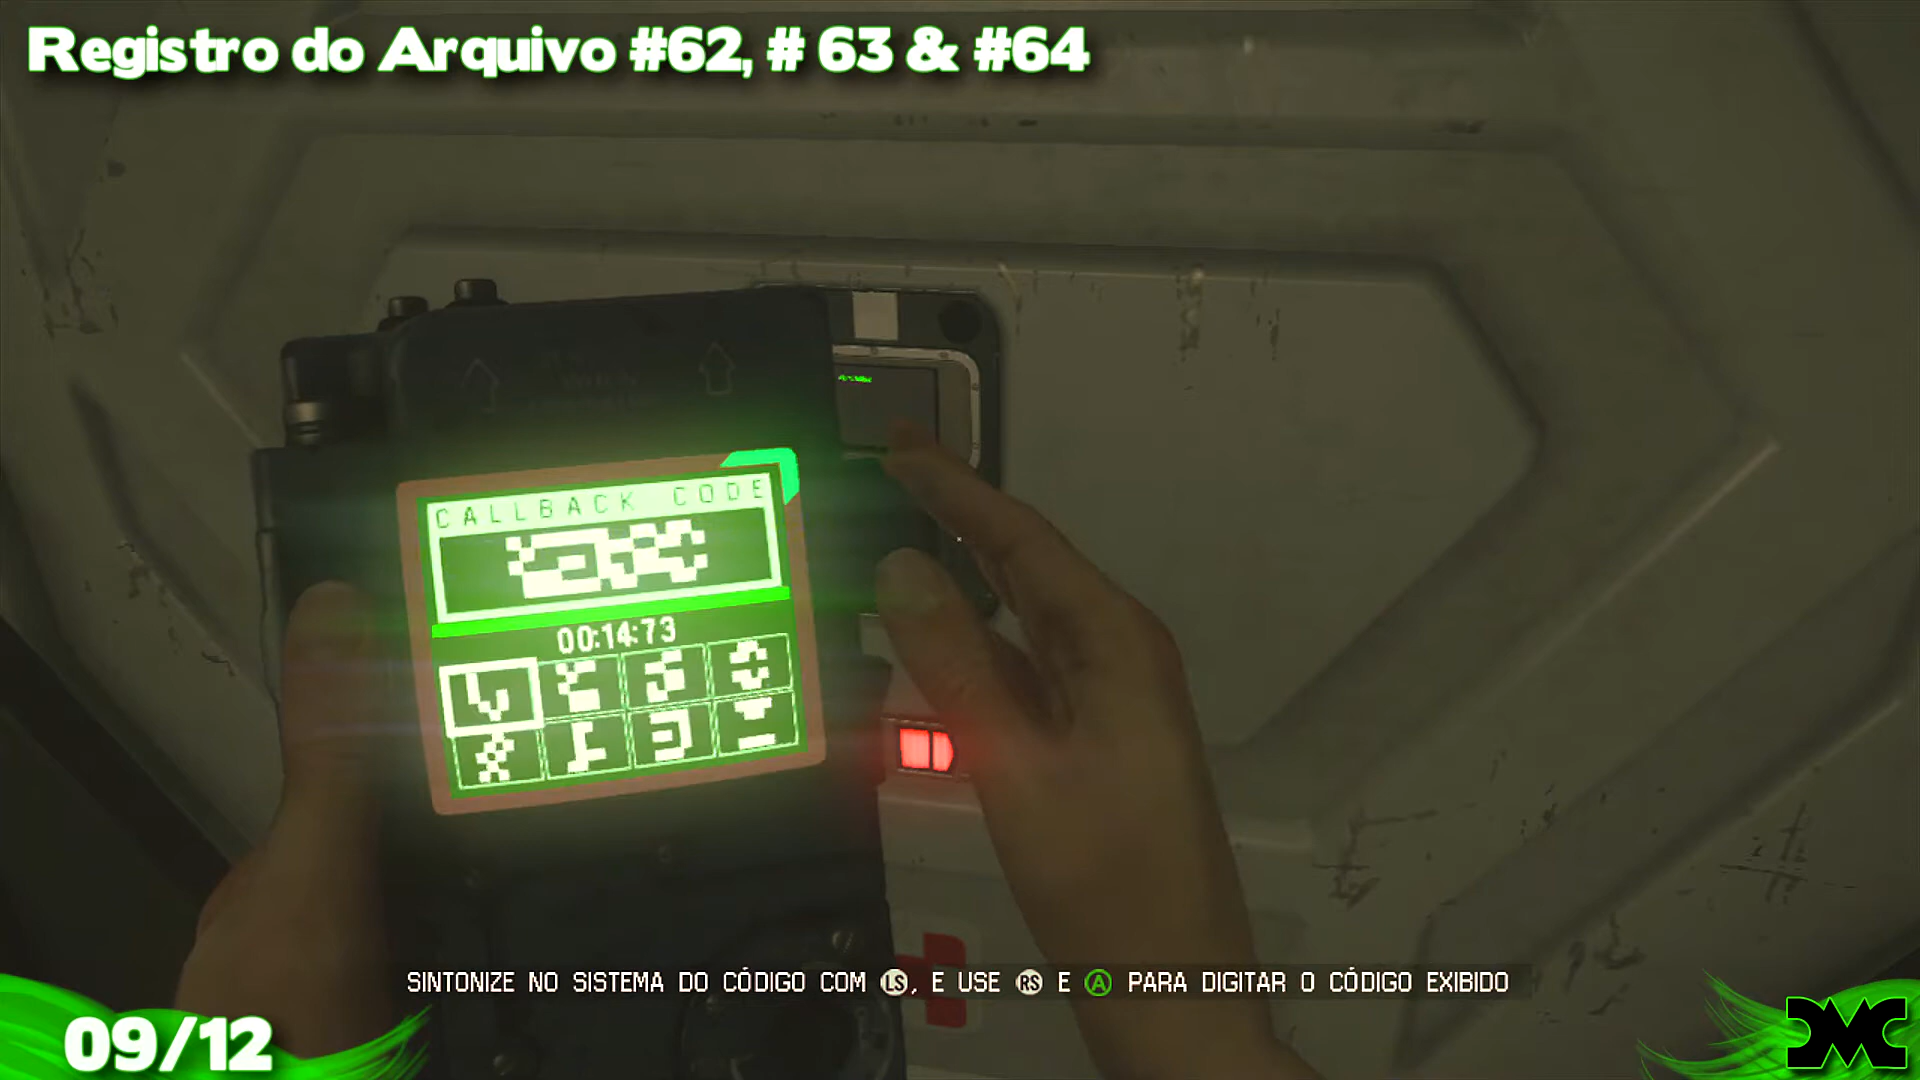 Registro do Arquivo #62, # 63 & #64
CALLBACK CODE
00:14:73
SINTONIZE NO SISTEMA DO CÓDIGO COM LS, E USE RS E A PARA DIGITAR O CÓDIGO EXIBIDO
09/12